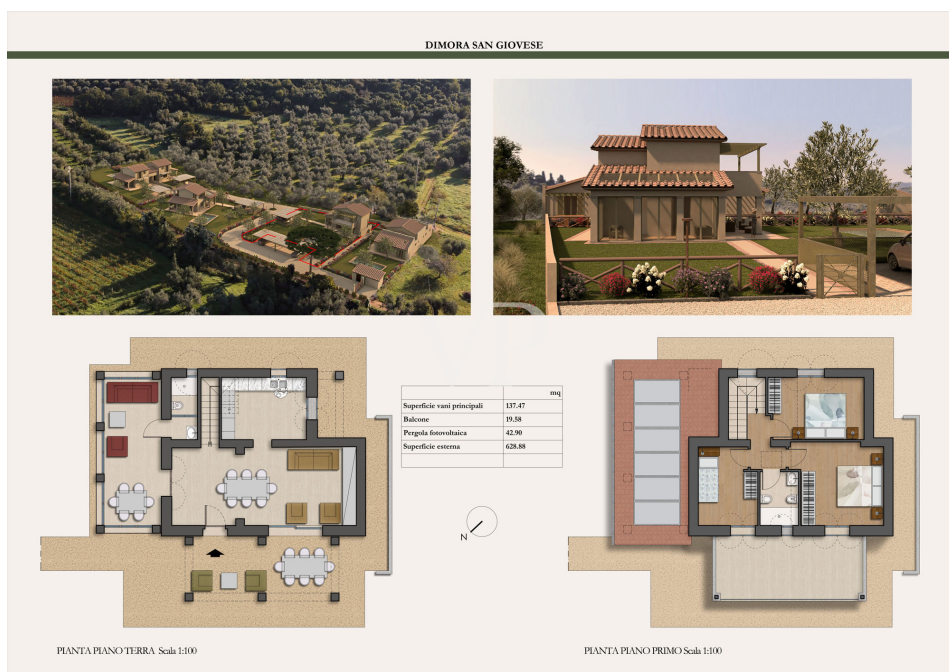 DIMORA SAN GIOVESE
mq
Superficie vani principali 137.47
Balcone 19.58
Pergola fotovoltaica 42.90
Superficie esterna 628.88
N
PIANTA PIANO TERRA Scala 1:100
PIANTA PIANO PRIMO Scala 1:100